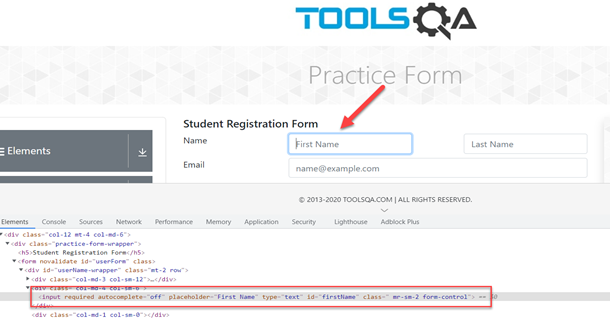 TOOLSQA
Practice Form
Student Registration Form
Elements
Name
First Name
Last Name
Email
name@example.com
© 2013-2020 TOOLSQA.COM | ALL RIGHTS RESERVED.
Elements Console Sources Network Performance Memory Application Security Lighthouse Adblock Plus
▾<div class="col-12 mt-4 col-md-6">
▾<div class="practice-form-wrapper">
<h5>Student Registration Form</h5>
▾<form novalidate id="userForm" class>
▾<div id="userName-wrapper" class="mt-2 row">
▸<div class="col-md-3 col-sm-12">…</div>
▾<div class="col-md-4 col-sm-6">
<input required autocomplete="off" placeholder="First Name" type="text" id="firstName" class=" mr-sm-2 form-control"> == $0
</div>
▸<div class="col-md-1 col-sm-0">…</div>